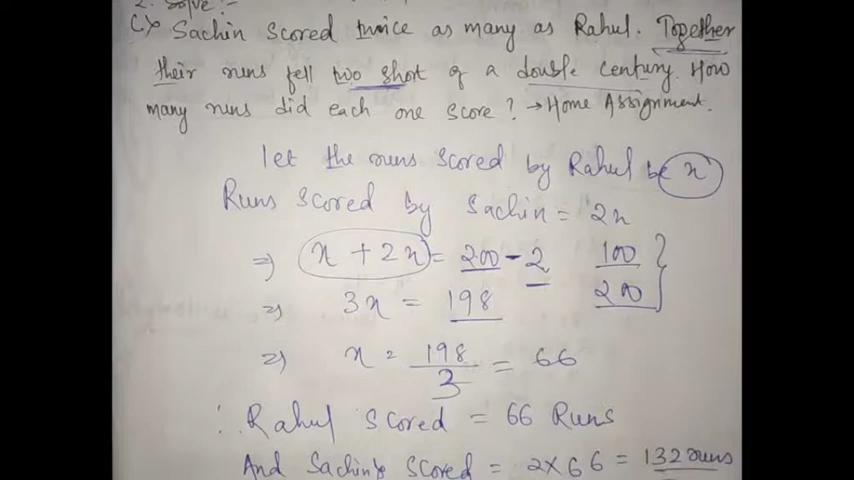 2. Solve :-
C) Sachin scored twice as many as Rahul. Together
their runs fell two short of a double century. How
many runs did each one score? → Home Assignment.
let the runs scored by Rahul be x
Runs scored by Sachin = 2x
⇒ x + 2x = 200 - 2 100
⇒ 3x = 198 200
⇒ x = 198/3 = 66
∴ Rahul scored = 66 Runs
And Sachin's scored = 2×66 = 132 runs